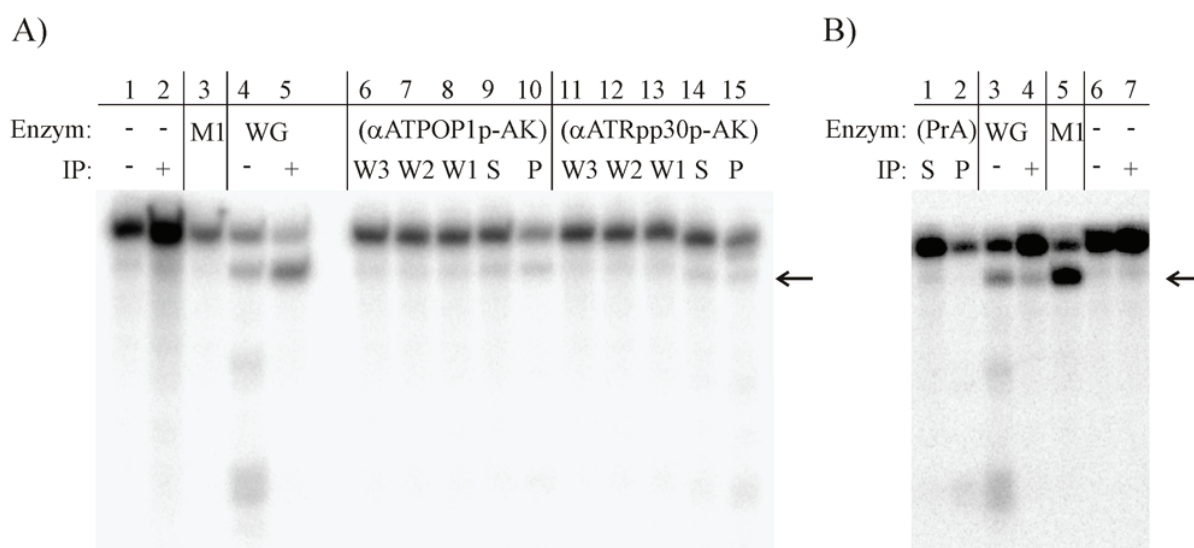 A)
1 2 3 4 5 6 7 8 9 10 11 12 13 14 15
Enzym: - - M1 WG (αATPOP1p-AK) (αATRpp30p-AK)
IP: - + - + W3 W2 W1 S P W3 W2 W1 S P
B)
1 2 3 4 5 6 7
Enzym: (PrA) WG M1 - -
IP: S P - + - +